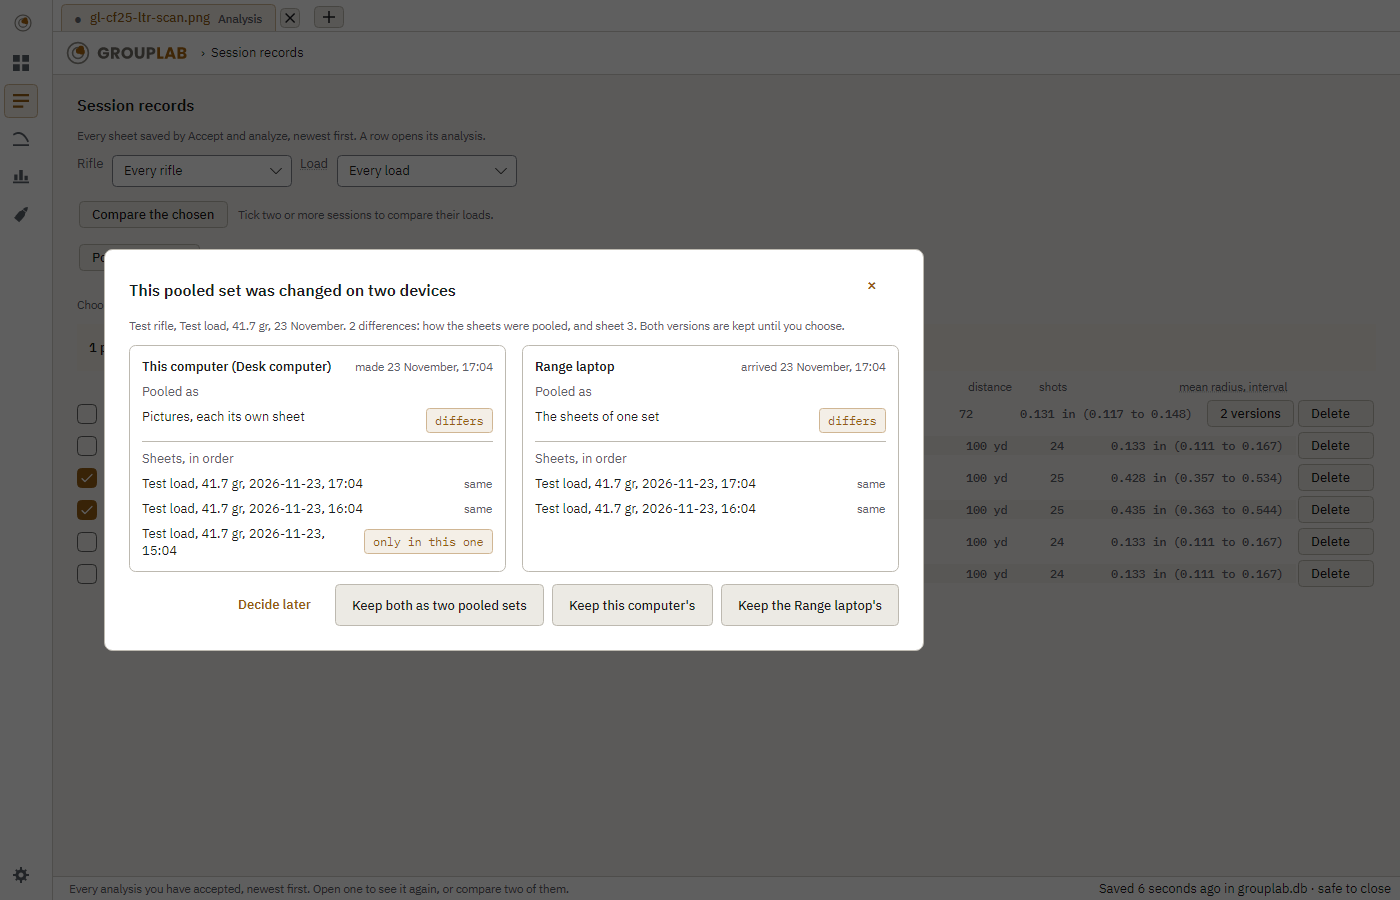 gl-cf25-ltr-scan.png Analysis
GROUPLAB › Session records
Session records
Every sheet saved by Accept and analyze, newest first. A row opens its analysis.
Rifle Every rifle Load Every load
Compare the chosen Tick two or more sessions to compare their loads.
This pooled set was changed on two devices
Test rifle, Test load, 41.7 gr, 23 November. 2 differences: how the sheets were pooled, and sheet 3. Both versions are kept until you choose.
This computer (Desk computer) made 23 November, 17:04
Pooled as
Pictures, each its own sheet differs
Sheets, in order
Test load, 41.7 gr, 2026-11-23, 17:04 same
Test load, 41.7 gr, 2026-11-23, 16:04 same
Test load, 41.7 gr, 2026-11-23,
15:04 only in this one
Range laptop arrived 23 November, 17:04
Pooled as
The sheets of one set differs
Sheets, in order
Test load, 41.7 gr, 2026-11-23, 17:04 same
Test load, 41.7 gr, 2026-11-23, 16:04 same
Decide later Keep both as two pooled sets Keep this computer's Keep the Range laptop's
distance shots mean radius, interval
72 0.131 in (0.117 to 0.148) 2 versions Delete
100 yd 24 0.133 in (0.111 to 0.167) Delete
100 yd 25 0.428 in (0.357 to 0.534) Delete
100 yd 25 0.435 in (0.363 to 0.544) Delete
100 yd 24 0.133 in (0.111 to 0.167) Delete
100 yd 24 0.133 in (0.111 to 0.167) Delete
Every analysis you have accepted, newest first. Open one to see it again, or compare two of them.
Saved 6 seconds ago in grouplab.db · safe to close